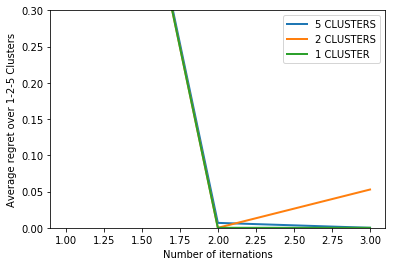 0.30
0.25
0.20
0.15
0.10
0.05
0.00
Average regret over 1-2-5 Clusters
5 CLUSTERS
2 CLUSTERS
1 CLUSTER
1.00 1.25 1.50 1.75 2.00 2.25 2.50 2.75 3.00
Number of iternations